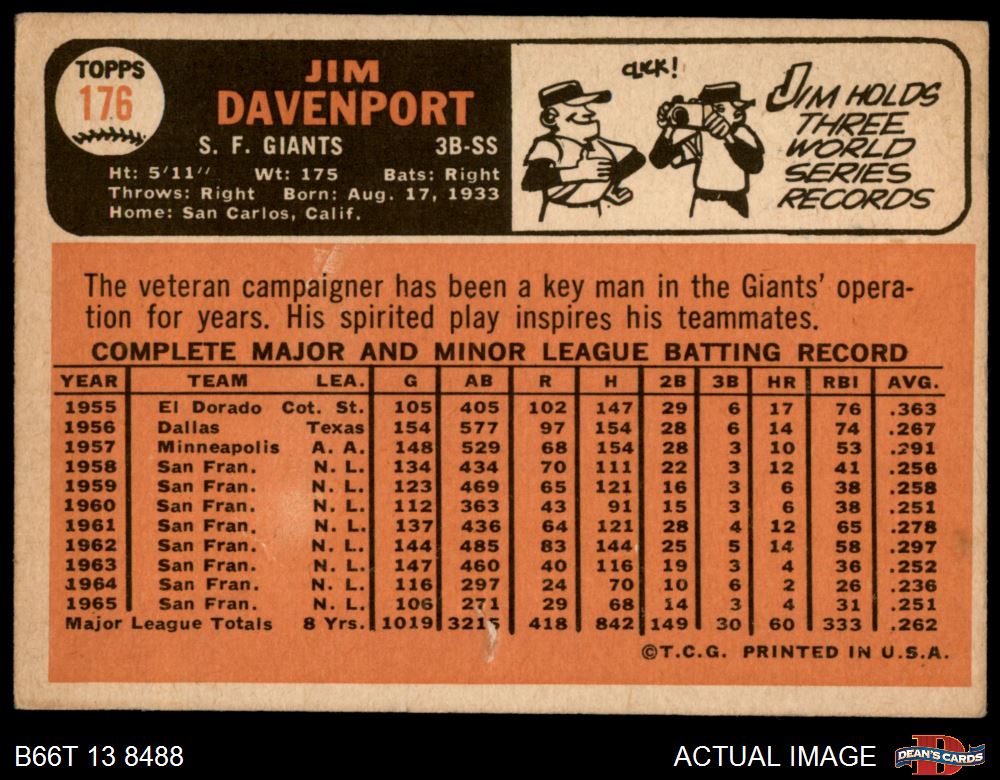 TOPPS
176
JIM
DAVENPORT
S. F. GIANTS 3B-SS
Ht: 5'11" Wt: 175 Bats: Right
Throws: Right Born: Aug. 17, 1933
Home: San Carlos, Calif.
CLICK!
JIM HOLDS
THREE
WORLD
SERIES
RECORDS
The veteran campaigner has been a key man in the Giants' opera-
tion for years. His spirited play inspires his teammates.
COMPLETE MAJOR AND MINOR LEAGUE BATTING RECORD
YEAR TEAM LEA. G AB R H 2B 3B HR RBI AVG.
1955 El Dorado Cot. St. 105 405 102 147 29 6 17 76 .363
1956 Dallas Texas 154 577 97 154 28 6 14 74 .267
1957 Minneapolis A. A. 148 529 68 154 28 3 10 53 .291
1958 San Fran. N. L. 134 434 70 111 22 3 12 41 .256
1959 San Fran. N. L. 123 469 65 121 16 3 6 38 .258
1960 San Fran. N. L. 112 363 43 91 15 3 6 38 .251
1961 San Fran. N. L. 137 436 64 121 28 4 12 65 .278
1962 San Fran. N. L. 144 485 83 144 25 5 14 58 .297
1963 San Fran. N. L. 147 460 40 116 19 3 4 36 .252
1964 San Fran. N. L. 116 297 24 70 10 6 2 26 .236
1965 San Fran. N. L. 106 271 29 68 14 3 4 31 .251
Major League Totals 8 Yrs. 1019 3215 418 842 149 30 60 333 .262
©T.C.G. PRINTED IN U.S.A.
B66T 13 8488 ACTUAL IMAGE DEAN'S CARDS